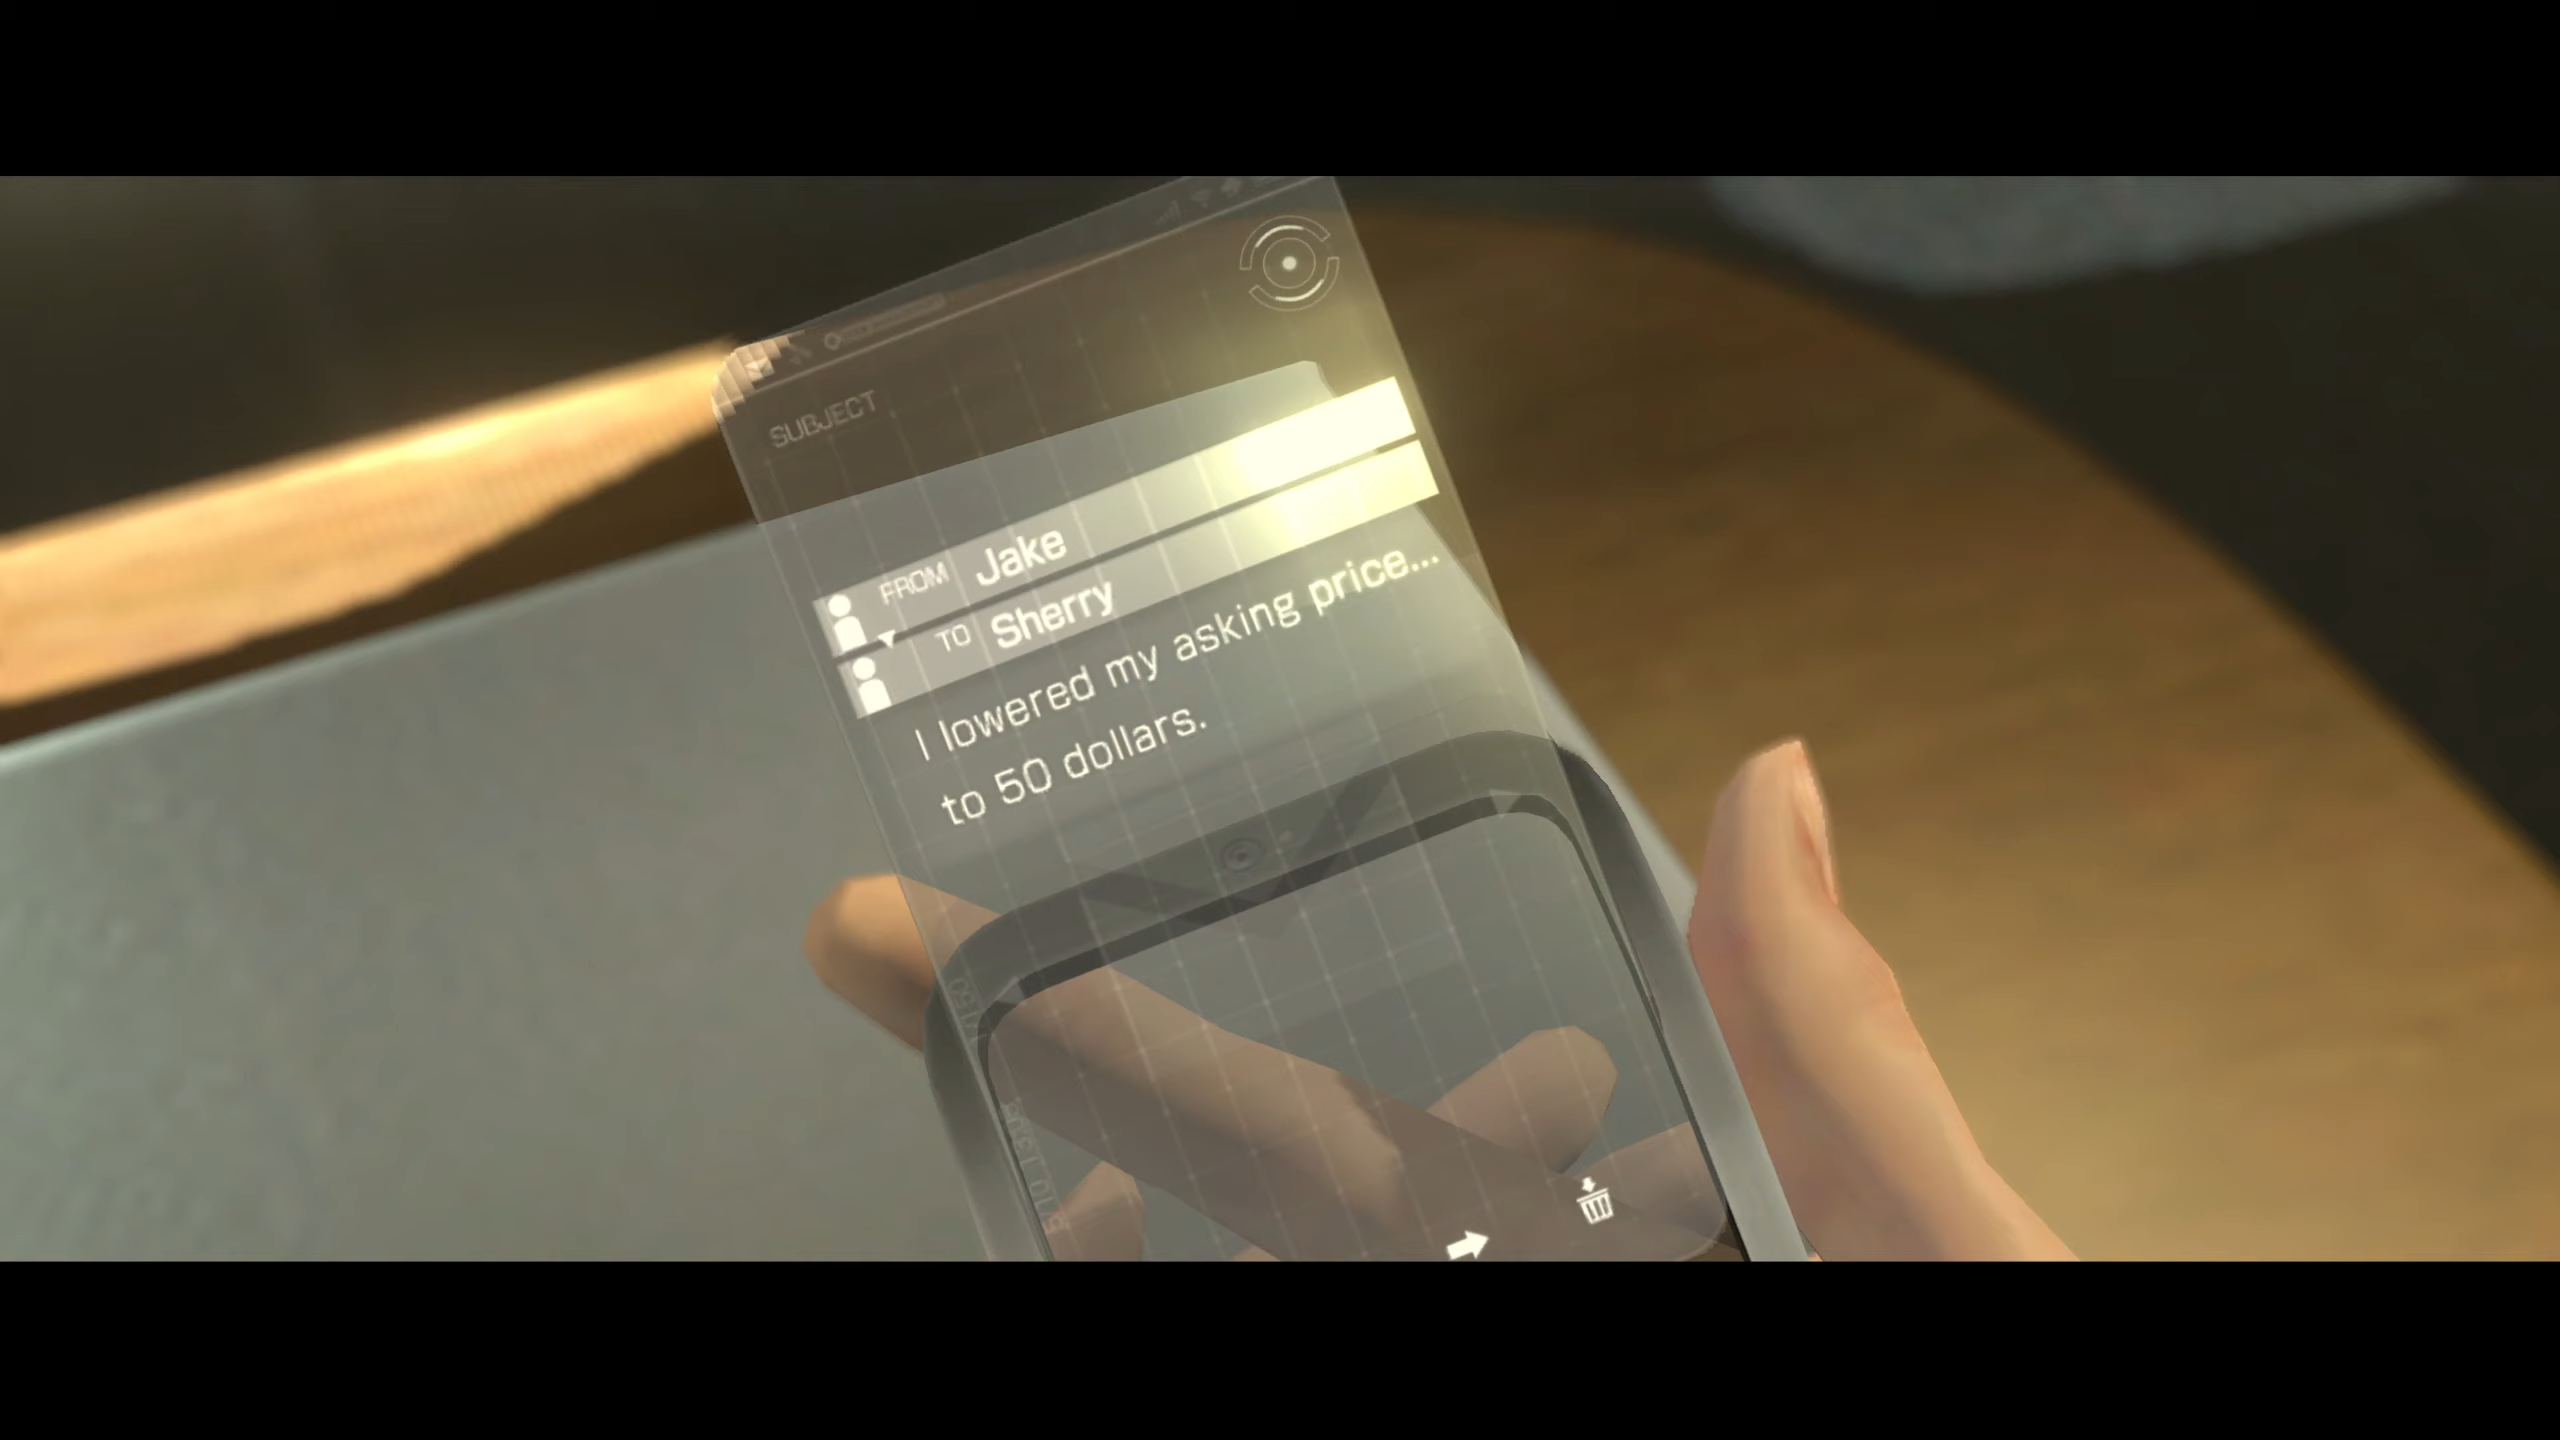 SUBJECT
FROM Jake
TO Sherry
I lowered my asking price...
to 50 dollars.